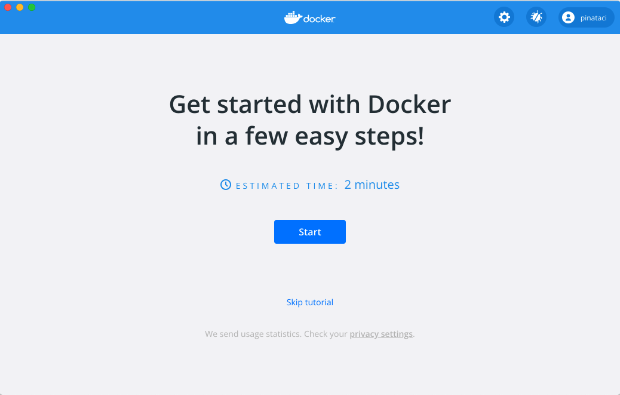 docker
pinatad
Get started with Docker
in a few easy steps!
ESTIMATED TIME: 2 minutes
Start
Skip tutorial
We send usage statistics. Check your privacy settings.